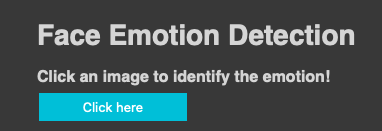 Face Emotion Detection
Click an image to identify the emotion!
Click here